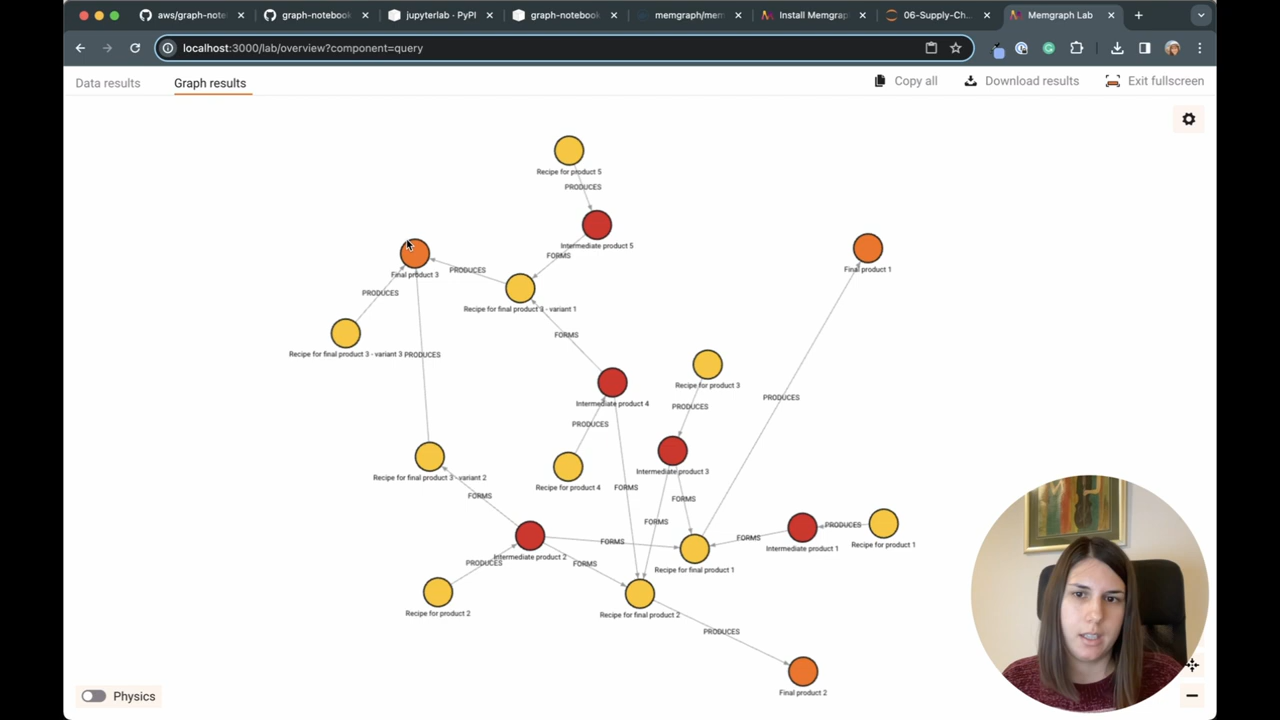 aws/graph-note
graph-notebook
jupyterlab - PyPI
graph-notebook
memgraph/mem
Install Memgrap
06-Supply-Ch
Memgraph Lab
localhost:3000/lab/overview?component=query
Data results
Graph results
Copy all
Download results
Exit fullscreen
Recipe for product 5
PRODUCES
Intermediate product 5
FORMS
Final product 3
PRODUCES
Final product 1
PRODUCES
Recipe for final product 3 - variant 1
FORMS
Recipe for final product 3 - variant 3
PRODUCES
Recipe for product 3
Intermediate product 4
PRODUCES
PRODUCES
PRODUCES
Intermediate product 3
Recipe for final product 3 - variant 2
Recipe for product 4
FORMS
FORMS
FORMS
FORMS
PRODUCES
Recipe for product 1
Intermediate product 1
FORMS
FORMS
Intermediate product 2
PRODUCES
FORMS
Recipe for final product 1
Recipe for product 2
Recipe for final product 2
PRODUCES
Final product 2
Physics